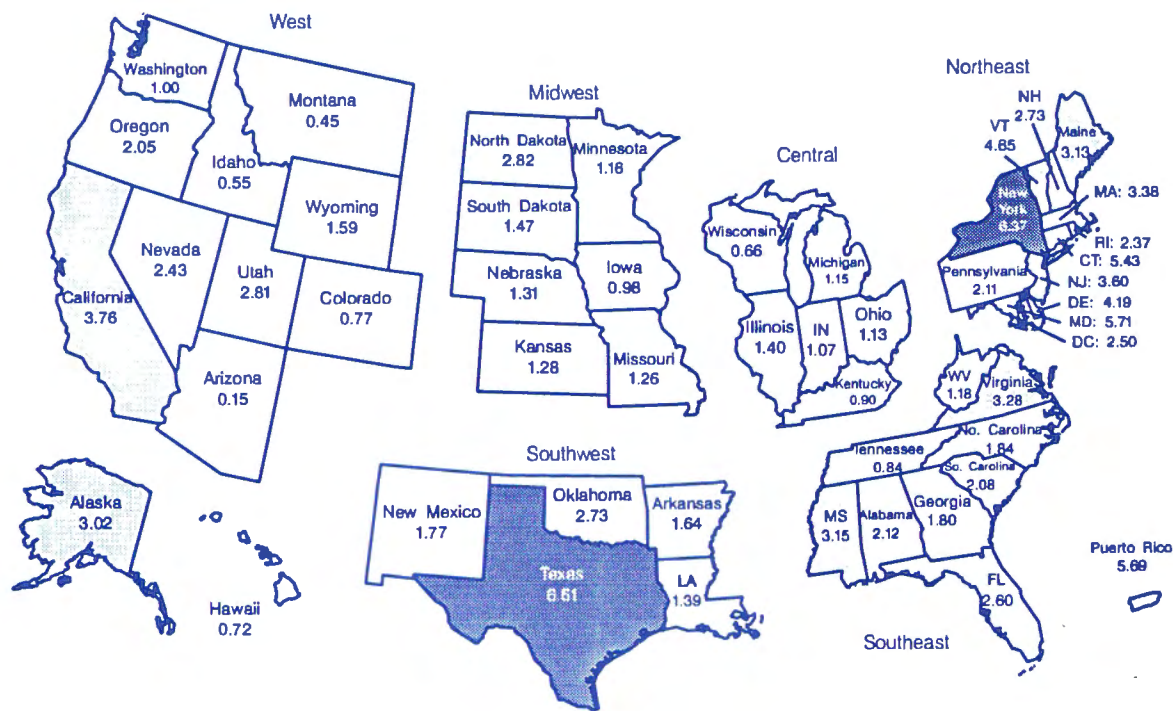 West
Washington
1.00
Montana
0.45
Oregon
2.05
Idaho
0.55
Wyoming
1.59
Nevada
2.43
Utah
2.81
Colorado
0.77
California
3.76
Arizona
0.15
Alaska
3.02
Hawaii
0.72
Midwest
North Dakota
2.82
Minnesota
1.16
South Dakota
1.47
Nebraska
1.31
Iowa
0.98
Kansas
1.28
Missouri
1.26
Central
Wisconsin
0.66
Michigan
1.15
Illinois
1.40
IN
1.07
Ohio
1.13
Kentucky
0.90
Northeast
NH
2.73
VT
4.85
Maine
3.13
New
York
MA: 3.38
RI: 2.37
CT: 5.43
Pennsylvania
2.11
NJ: 3.60
DE: 4.19
MD: 5.71
DC: 2.50
Southwest
New Mexico
1.77
Oklahoma
2.73
Arkansas
1.64
Texas
6.61
LA
1.39
WV
1.18
Virginia
3.28
No. Carolina
1.84
Tennessee
0.84
So. Carolina
2.08
MS
3.15
Alabama
2.12
Georgia
1.80
FL
2.60
Southeast
Puerto Rico
5.69